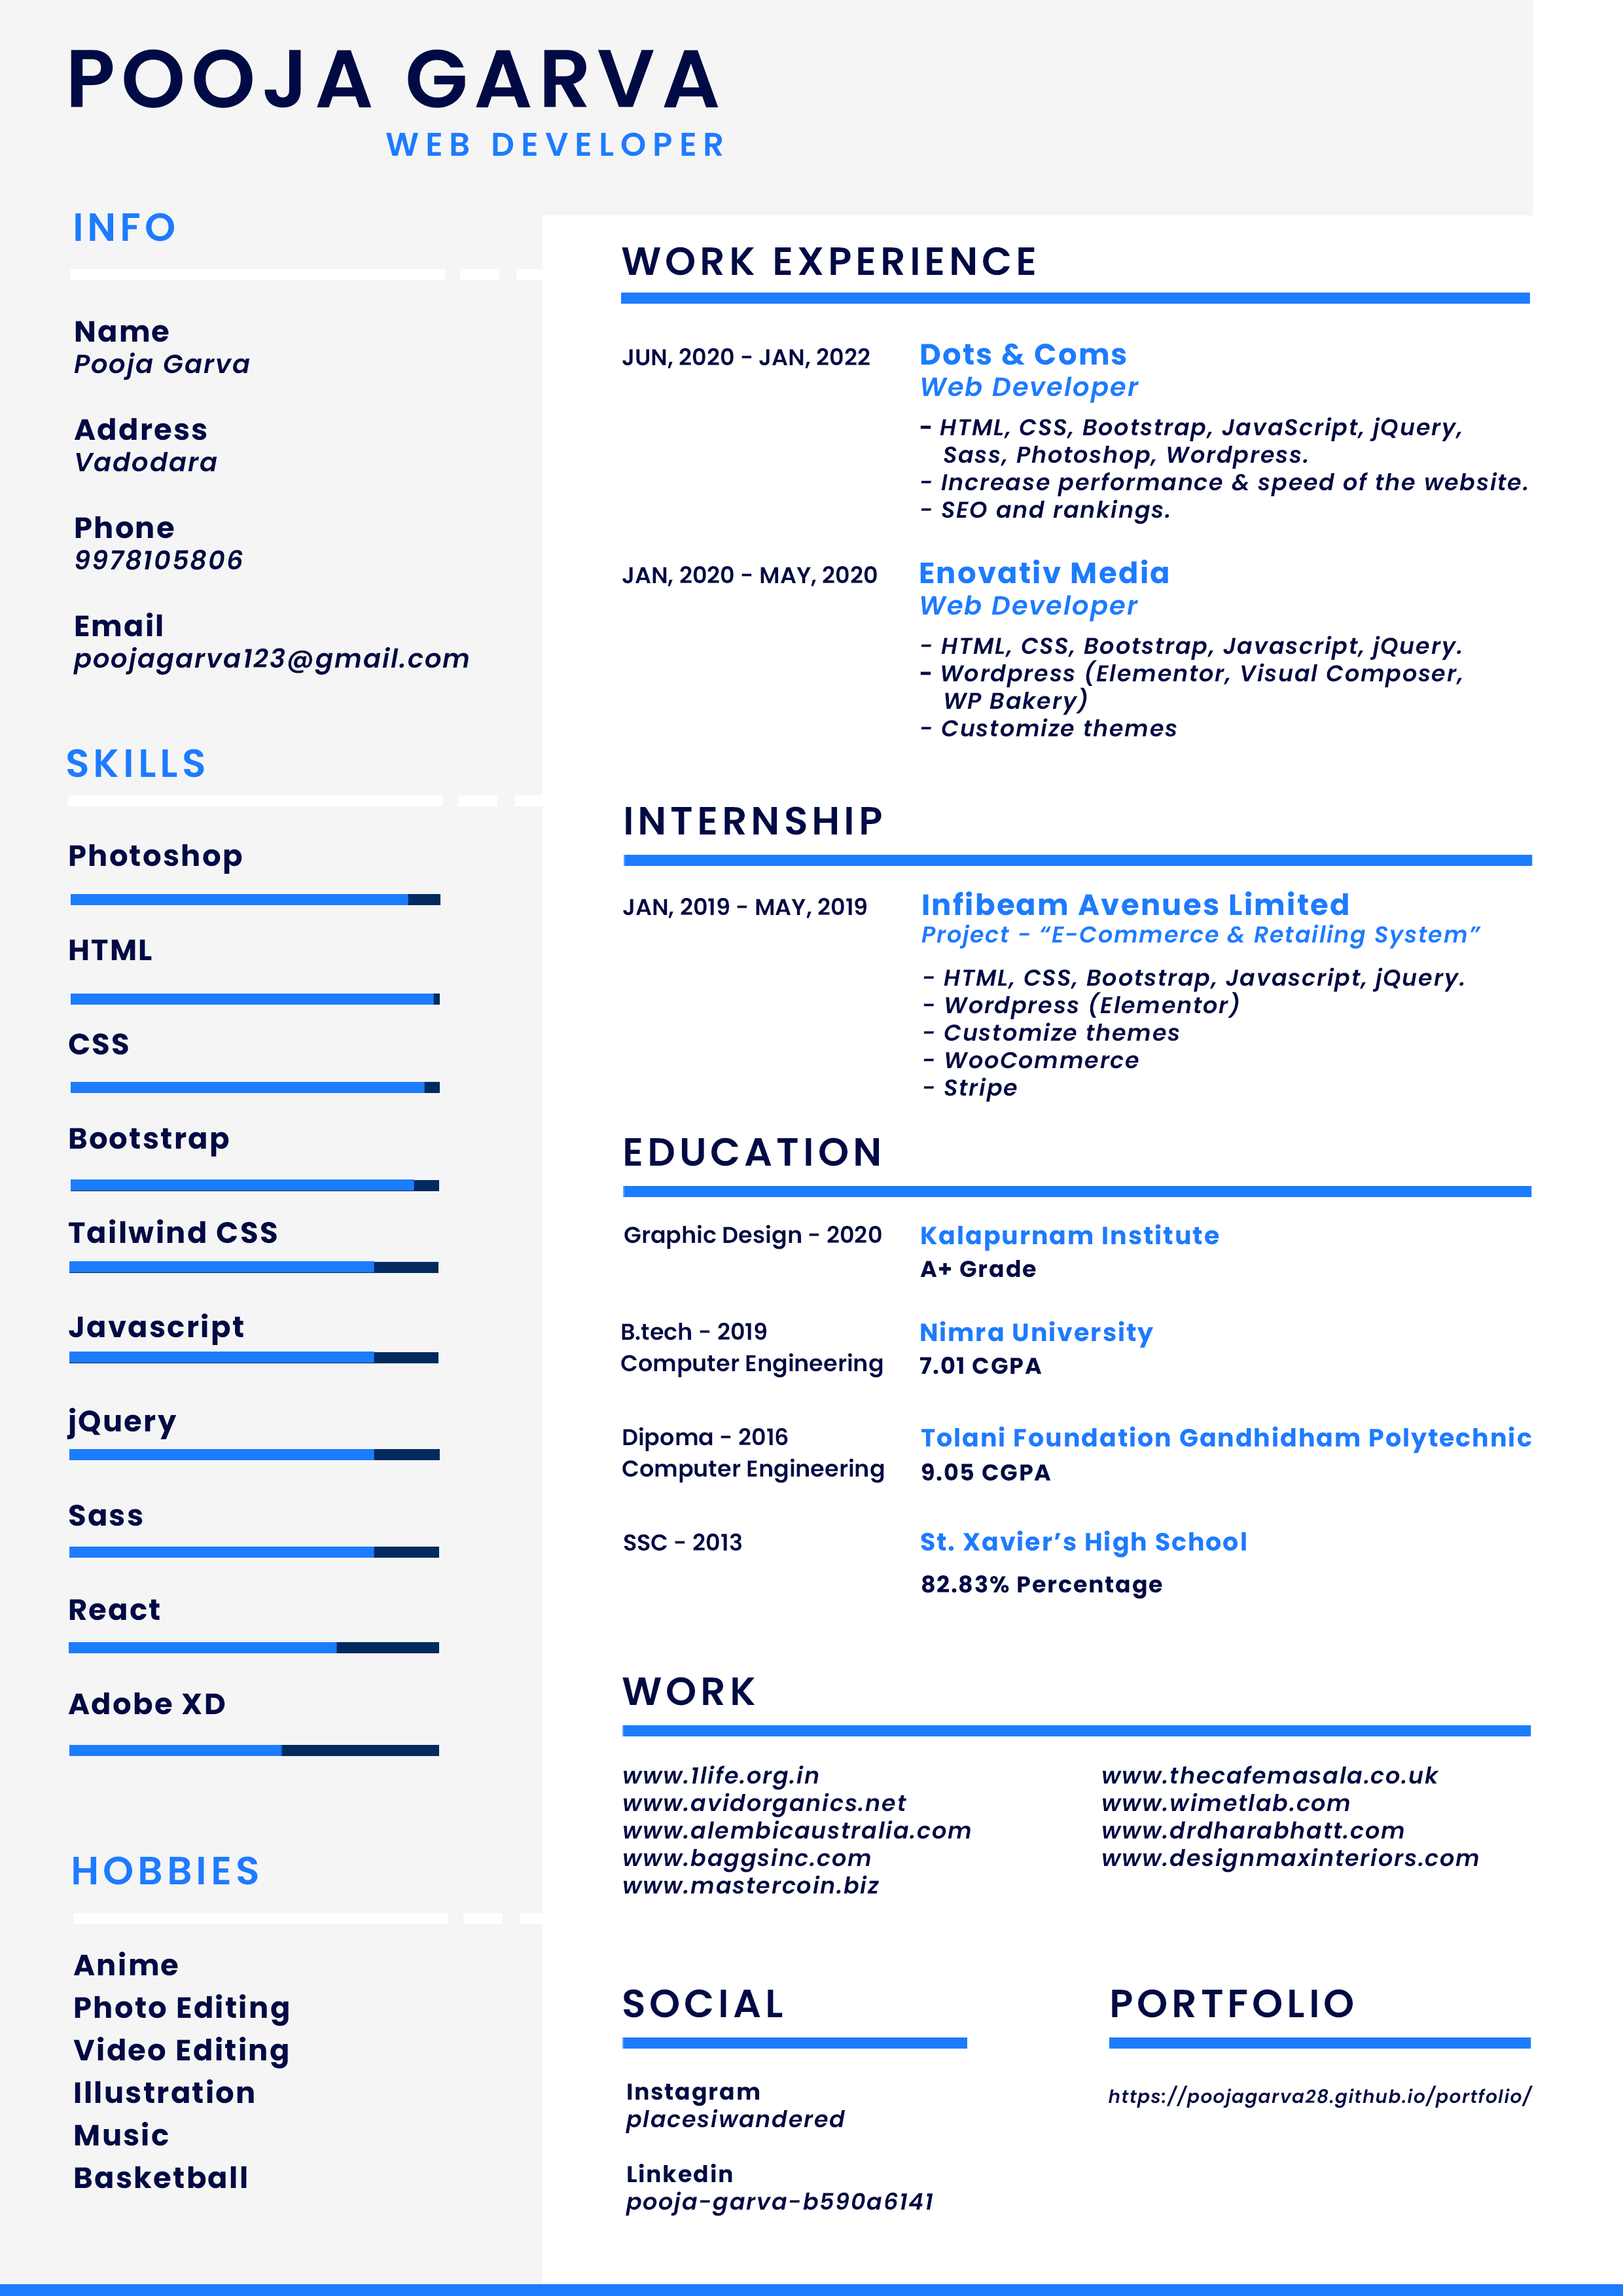 POOJA GARVA
WEB DEVELOPER
INFO
Name
Pooja Garva
Address
Vadodara
Phone
9978105806
Email
poojagarva123@gmail.com
SKILLS
Photoshop
HTML
CSS
Bootstrap
Tailwind CSS
Javascript
jQuery
Sass
React
Adobe XD
HOBBIES
Anime
Photo Editing
Video Editing
Illustration
Music
Basketball
WORK EXPERIENCE
JUN, 2020 - JAN, 2022
Dots & Coms
Web Developer
- HTML, CSS, Bootstrap, JavaScript, jQuery,
Sass, Photoshop, Wordpress.
- Increase performance & speed of the website.
- SEO and rankings.
JAN, 2020 - MAY, 2020
Enovativ Media
Web Developer
- HTML, CSS, Bootstrap, Javascript, jQuery.
- Wordpress (Elementor, Visual Composer,
WP Bakery)
- Customize themes
INTERNSHIP
JAN, 2019 - MAY, 2019
Infibeam Avenues Limited
Project - “E-Commerce & Retailing System”
- HTML, CSS, Bootstrap, Javascript, jQuery.
- Wordpress (Elementor)
- Customize themes
- WooCommerce
- Stripe
EDUCATION
Graphic Design - 2020
Kalapurnam Institute
A+ Grade
B.tech - 2019
Computer Engineering
Nimra University
7.01 CGPA
Dipoma - 2016
Computer Engineering
Tolani Foundation Gandhidham Polytechnic
9.05 CGPA
SSC - 2013
St. Xavier’s High School
82.83% Percentage
WORK
www.1life.org.in
www.avidorganics.net
www.alembicaustralia.com
www.baggsinc.com
www.mastercoin.biz
www.thecafemasala.co.uk
www.wimetlab.com
www.drdharabhatt.com
www.designmaxinteriors.com
SOCIAL
Instagram
placesiwandered
Linkedin
pooja-garva-b590a6141
PORTFOLIO
https://poojagarva28.github.io/portfolio/